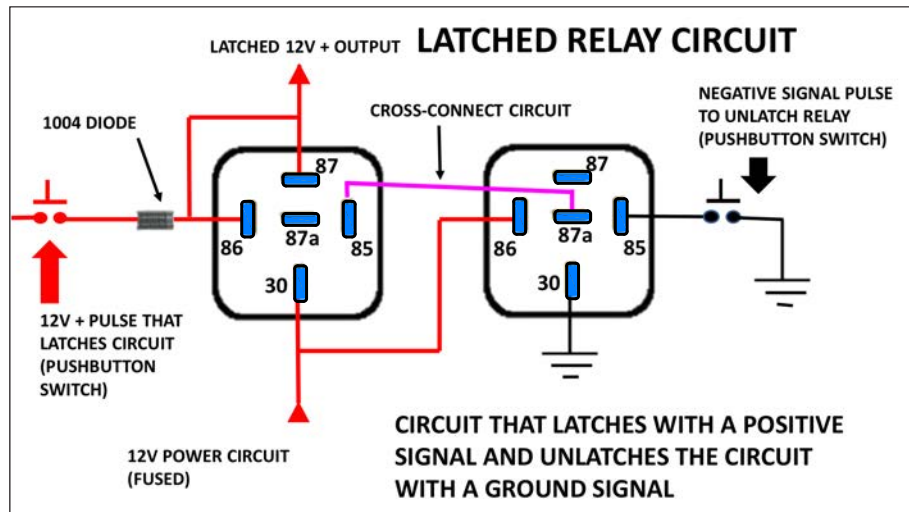 LATCHED RELAY CIRCUIT
LATCHED 12V + OUTPUT
1004 DIODE
CROSS-CONNECT CIRCUIT
NEGATIVE SIGNAL PULSE
TO UNLATCH RELAY
(PUSHBUTTON SWITCH)
87
86
87a
85
30
87
86
87a
85
30
12V + PULSE THAT
LATCHES CIRCUIT
(PUSHBUTTON
SWITCH)
12V POWER CIRCUIT
(FUSED)
CIRCUIT THAT LATCHES WITH A POSITIVE
SIGNAL AND UNLATCHES THE CIRCUIT
WITH A GROUND SIGNAL